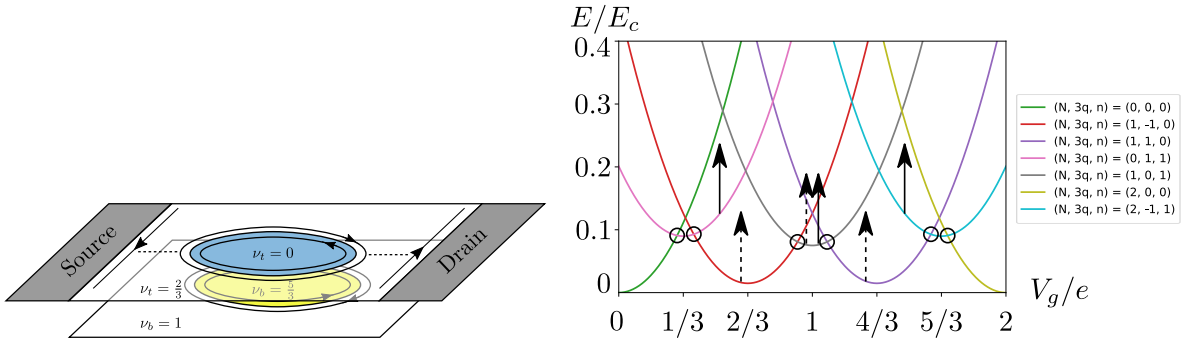 Source
Drain
ν_t = 0
ν_b = 5/3
ν_t = 2/3
ν_b = 1
E/E_c
0.4
0.3
0.2
0.1
0
0
1/3
2/3
1
4/3
5/3
2
V_g/e
(N, 3q, n) = (0, 0, 0)
(N, 3q, n) = (1, -1, 0)
(N, 3q, n) = (1, 1, 0)
(N, 3q, n) = (0, 1, 1)
(N, 3q, n) = (1, 0, 1)
(N, 3q, n) = (2, 0, 0)
(N, 3q, n) = (2, -1, 1)